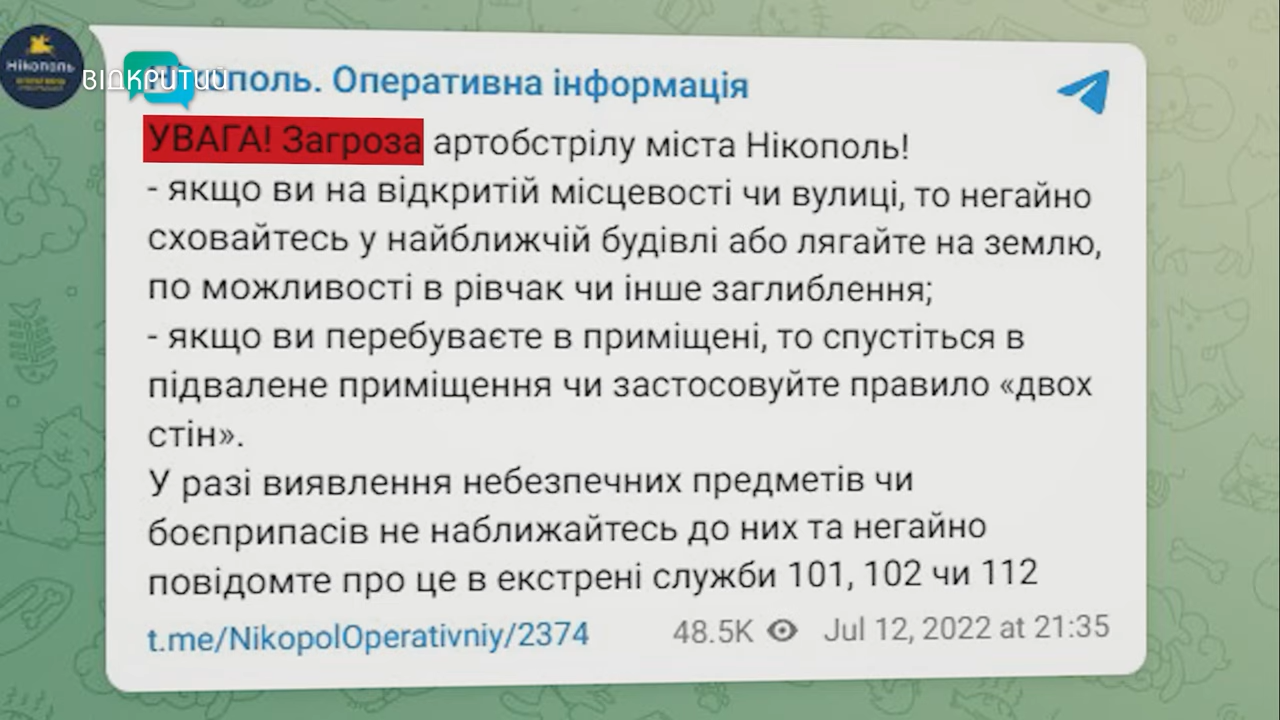 Нікополь
ВІДКРИТИЙ
ополь. Оперативна інформація
УВАГА! Загроза артобстрілу міста Нікополь!
- якщо ви на відкритій місцевості чи вулиці, то негайно
сховайтесь у найближчій будівлі або лягайте на землю,
по можливості в рівчак чи інше заглиблення;
- якщо ви перебуваєте в приміщені, то спустіться в
підвалене приміщення чи застосовуйте правило «двох
стін».
У разі виявлення небезпечних предметів чи
боєприпасів не наближайтесь до них та негайно
повідомте про це в екстрені служби 101, 102 чи 112
t.me/NikopolOperativniy/2374 48.5K Jul 12, 2022 at 21:35